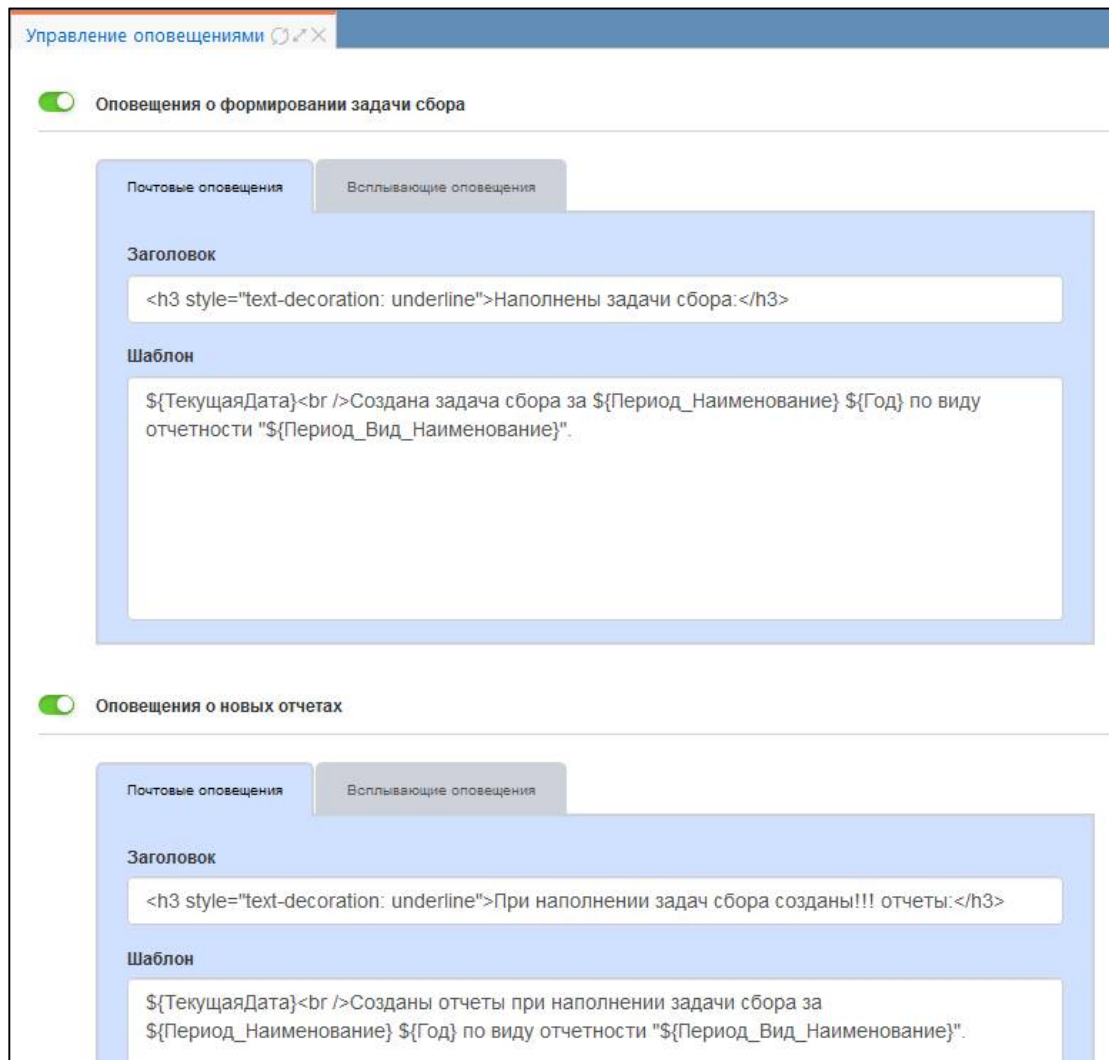 Управление оповещениями
Оповещения о формировании задачи сбора
Почтовые оповещения Всплывающие оповещения
Заголовок
<h3 style="text-decoration: underline">Наполнены задачи сбора:</h3>
Шаблон
${ТекущаяДата}<br />Создана задача сбора за ${Период_Наименование} ${Год} по виду
отчетности "${Период_Вид_Наименование}".
Оповещения о новых отчетах
Почтовые оповещения Всплывающие оповещения
Заголовок
<h3 style="text-decoration: underline">При наполнении задач сбора созданы!!! отчеты:</h3>
Шаблон
${ТекущаяДата}<br />Созданы отчеты при наполнении задачи сбора за
${Период_Наименование} ${Год} по виду отчетности "${Период_Вид_Наименование}".